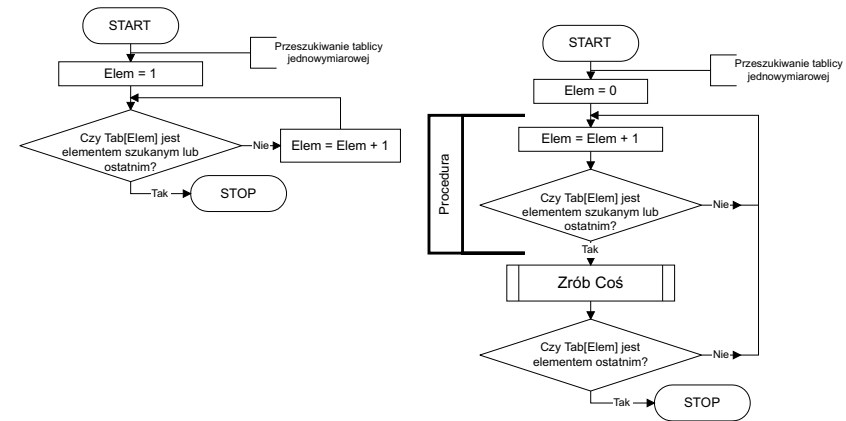 START
Przeszukiwanie tablicy
jednowymiarowej
Elem = 1
Czy Tab[Elem] jest
elementem szukanym lub
ostatnim?
Nie
Elem = Elem + 1
Tak
STOP
START
Przeszukiwanie tablicy
jednowymiarowej
Elem = 0
Procedura
Elem = Elem + 1
Czy Tab[Elem] jest
elementem szukanym lub
ostatnim?
Nie
Tak
Zrób Coś
Czy Tab[Elem] jest
elementem ostatnim?
Nie
Tak
STOP